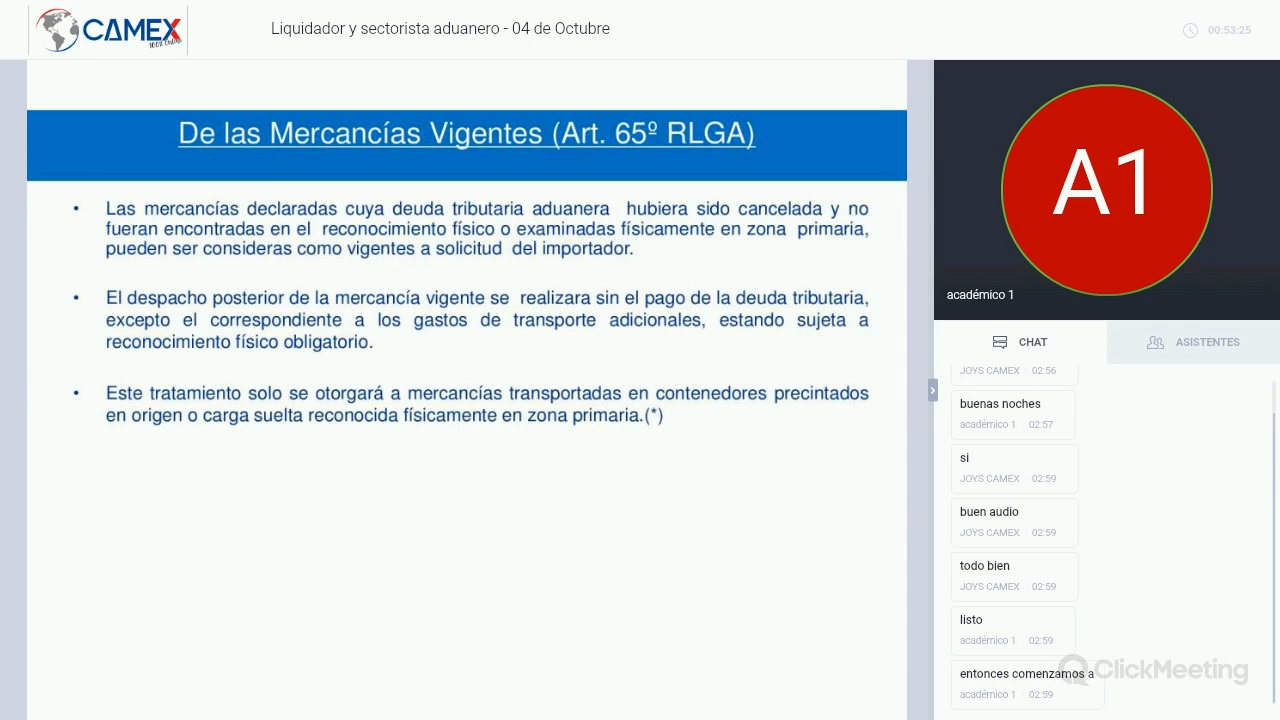 CAMEX
100% Online
Liquidador y sectorista aduanero - 04 de Octubre
00:53:25
De las Mercancías Vigentes (Art. 65º RLGA)
• Las mercancías declaradas cuya deuda tributaria aduanera hubiera sido cancelada y no
fueran encontradas en el reconocimiento físico o examinadas físicamente en zona primaria,
pueden ser consideras como vigentes a solicitud del importador.
• El despacho posterior de la mercancía vigente se realizara sin el pago de la deuda tributaria,
excepto el correspondiente a los gastos de transporte adicionales, estando sujeta a
reconocimiento físico obligatorio.
• Este tratamiento solo se otorgará a mercancías transportadas en contenedores precintados
en origen o carga suelta reconocida físicamente en zona primaria.(*)
A1
académico 1
CHAT
ASISTENTES
JOYS CAMEX 02:56
buenas noches
académico 1 02:57
si
JOYS CAMEX 02:59
buen audio
JOYS CAMEX 02:59
todo bien
JOYS CAMEX 02:59
listo
académico 1 02:59
entonces comenzamos a
académico 1 02:59
ClickMeeting